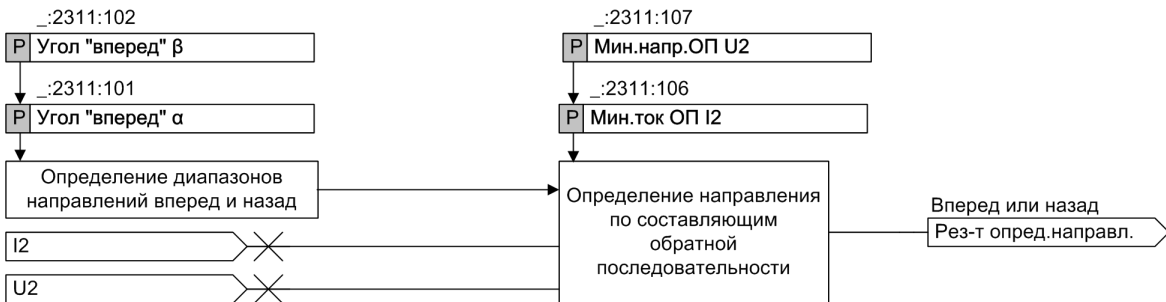 _:2311:102
P Угол "вперед" β
_:2311:101
P Угол "вперед" α
Определение диапазонов
направлений вперед и назад
I2
U2
_:2311:107
P Мин.напр.ОП U2
_:2311:106
P Мин.ток ОП I2
Определение направления
по составляющим
обратной
последовательности
Вперед или назад
Рез-т опред.направл.